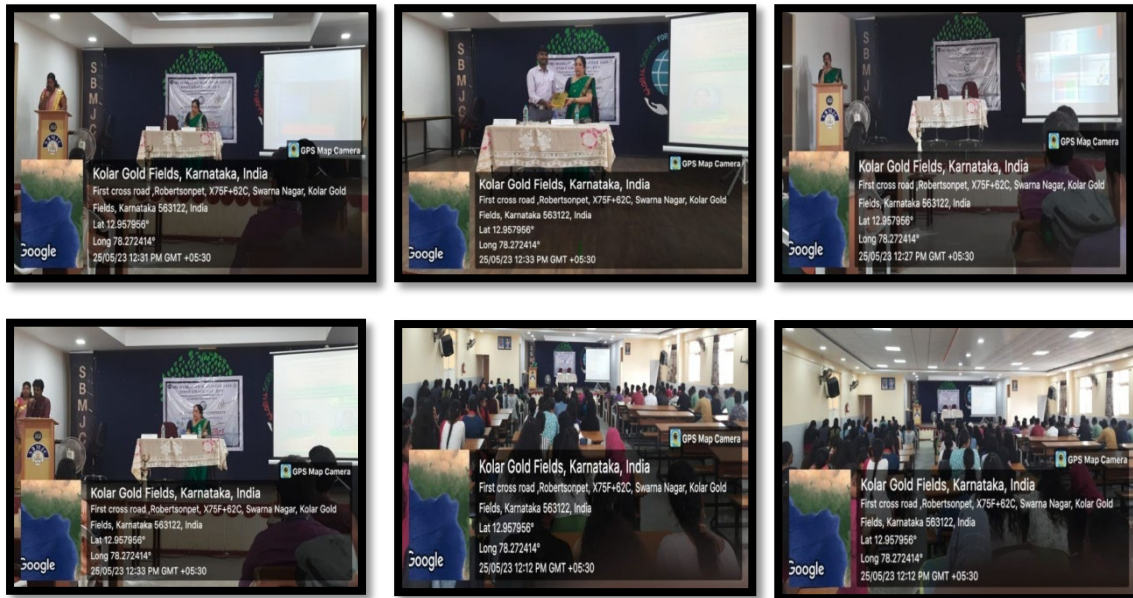 SBMJC
GPS Map Camera
Kolar Gold Fields, Karnataka, India
First cross road ,Robertsonpet, X75F+62C, Swarna Nagar, Kolar Gold
Fields, Karnataka 563122, India
Lat 12.957956°
Long 78.272414°
25/05/23 12:31 PM GMT +05:30
Google
SBMJC
GPS Map Camera
Kolar Gold Fields, Karnataka, India
First cross road ,Robertsonpet, X75F+62C, Swarna Nagar, Kolar Gold
Fields, Karnataka 563122, India
Lat 12.957956°
Long 78.272414°
25/05/23 12:33 PM GMT +05:30
Google
GPS Map Camera
Kolar Gold Fields, Karnataka, India
First cross road ,Robertsonpet, X75F+62C, Swarna Nagar, Kolar Gold
Fields, Karnataka 563122, India
Lat 12.957956°
Long 78.272414°
25/05/23 12:27 PM GMT +05:30
Google
SBMJC
GPS Map Camera
Kolar Gold Fields, Karnataka, India
First cross road ,Robertsonpet, X75F+62C, Swarna Nagar, Kolar Gold
Fields, Karnataka 563122, India
Lat 12.957956°
Long 78.272414°
25/05/23 12:33 PM GMT +05:30
Google
GPS Map Camera
Kolar Gold Fields, Karnataka, India
First cross road ,Robertsonpet, X75F+62C, Swarna Nagar, Kolar Gold
Fields, Karnataka 563122, India
Lat 12.957956°
Long 78.272414°
25/05/23 12:12 PM GMT +05:30
Google
GPS Map Camera
Kolar Gold Fields, Karnataka, India
First cross road ,Robertsonpet, X75F+62C, Swarna Nagar, Kolar Gold
Fields, Karnataka 563122, India
Lat 12.957956°
Long 78.272414°
25/05/23 12:12 PM GMT +05:30
Google